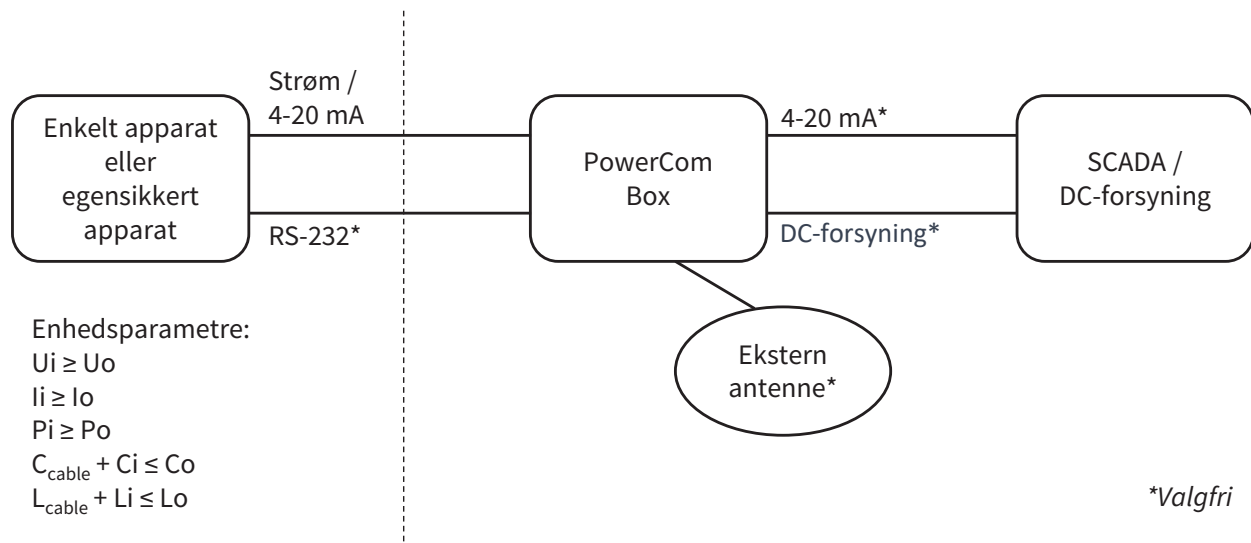 Enkelt apparat
eller
egensikkert
apparat
Strøm /
4-20 mA
RS-232*
PowerCom
Box
4-20 mA*
DC-forsyning*
SCADA /
DC-forsyning
Ekstern
antenne*
Enhedsparametre:
Ui ≥ Uo
Ii ≥ Io
Pi ≥ Po
Ccable + Ci ≤ Co
Lcable + Li ≤ Lo
*Valgfri